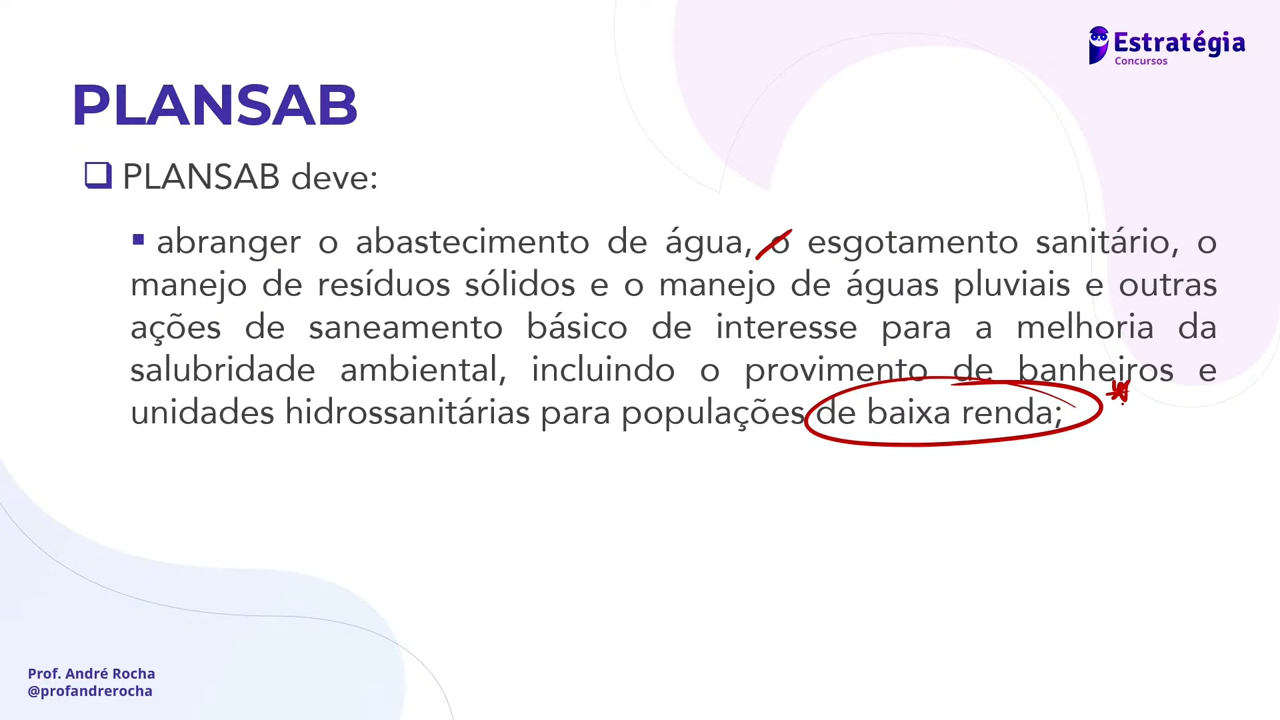 Estratégia
Concursos
PLANSAB
PLANSAB deve:
abranger o abastecimento de água, o esgotamento sanitário, o
manejo de resíduos sólidos e o manejo de águas pluviais e outras
ações de saneamento básico de interesse para a melhoria da
salubridade ambiental, incluindo o provimento de banheiros e
unidades hidrossanitárias para populações de baixa renda;
Prof. André Rocha
@profandrerocha